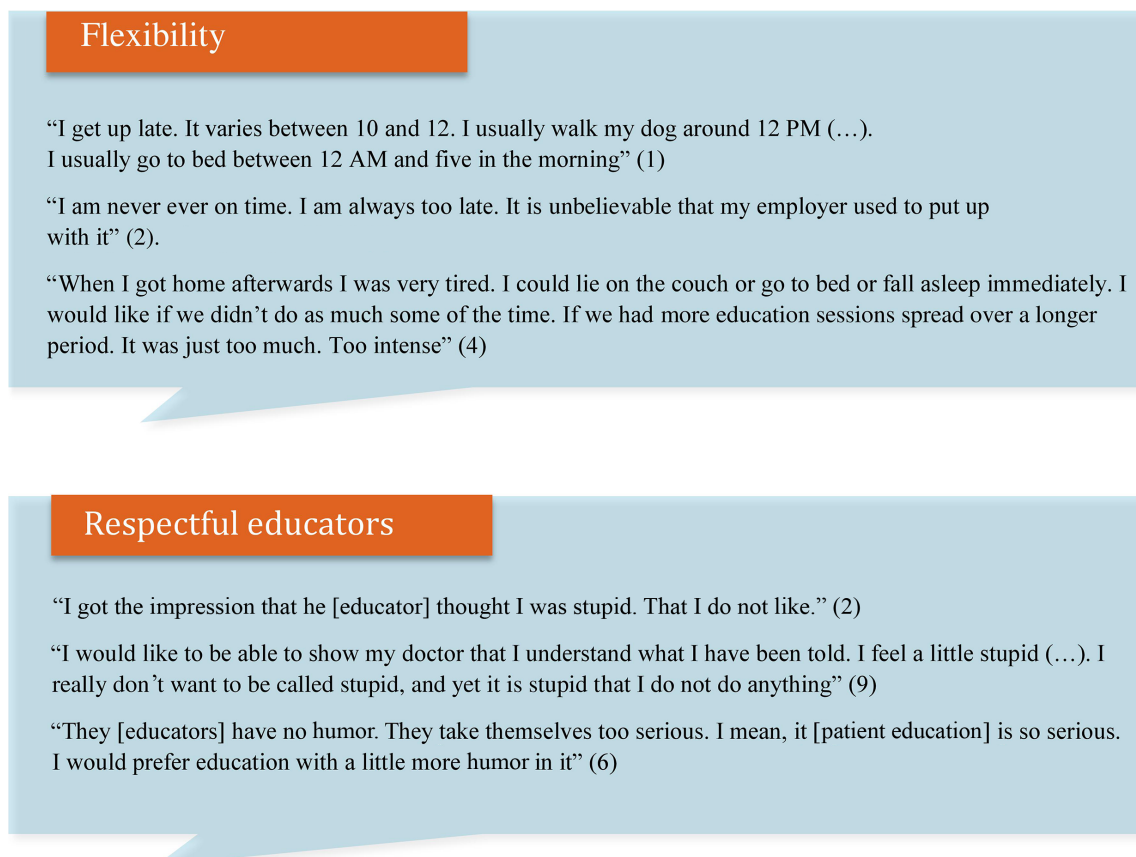 Flexibility
“I get up late. It varies between 10 and 12. I usually walk my dog around 12 PM (…).
I usually go to bed between 12 AM and five in the morning” (1)
“I am never ever on time. I am always too late. It is unbelievable that my employer used to put up
with it” (2).
“When I got home afterwards I was very tired. I could lie on the couch or go to bed or fall asleep immediately. I
would like if we didn’t do as much some of the time. If we had more education sessions spread over a longer
period. It was just too much. Too intense” (4)
Respectful educators
“I got the impression that he [educator] thought I was stupid. That I do not like.” (2)
“I would like to be able to show my doctor that I understand what I have been told. I feel a little stupid (…). I
really don’t want to be called stupid, and yet it is stupid that I do not do anything” (9)
“They [educators] have no humor. They take themselves too serious. I mean, it [patient education] is so serious.
I would prefer education with a little more humor in it” (6)